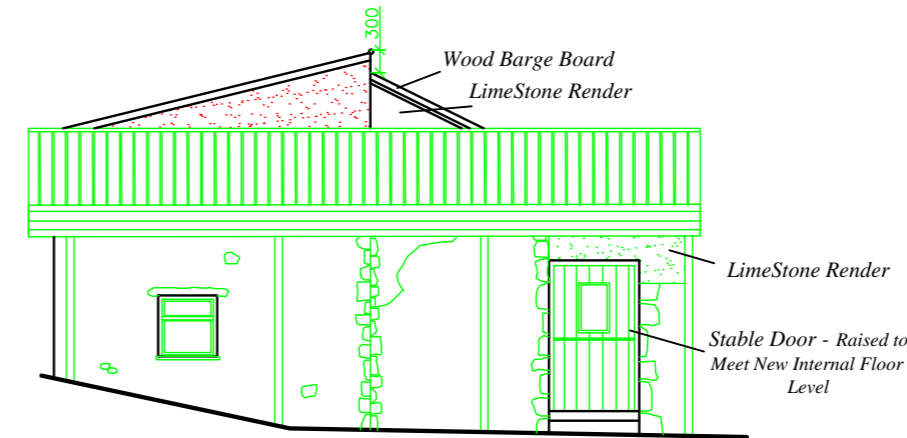 300
Wood Barge Board
LimeStone Render
LimeStone Render
Stable Door - Raised to
Meet New Internal Floor
Level